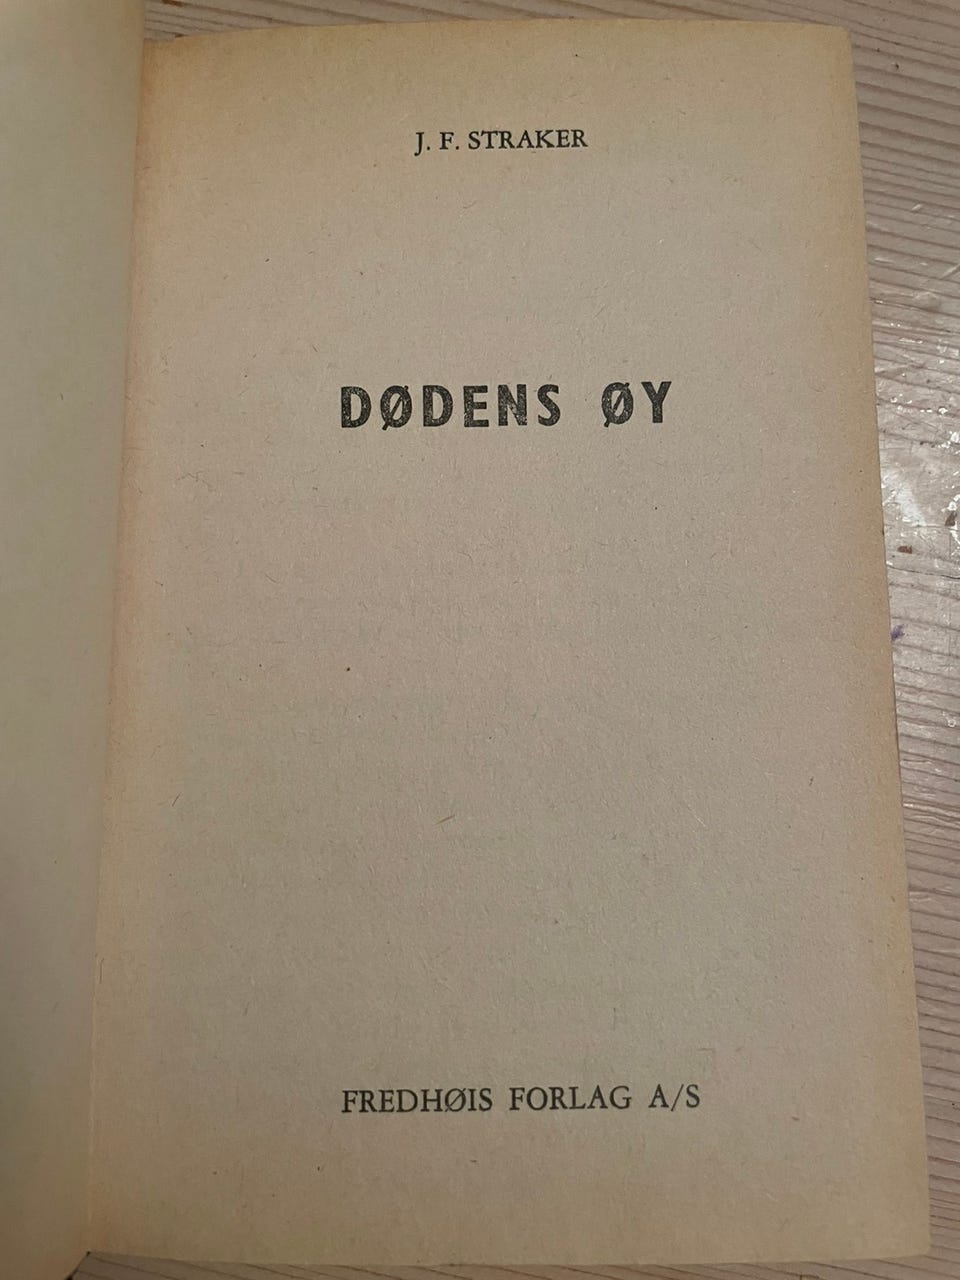 J. F. STRAKER
DØDENS ØY
FREDHØIS FORLAG A/S